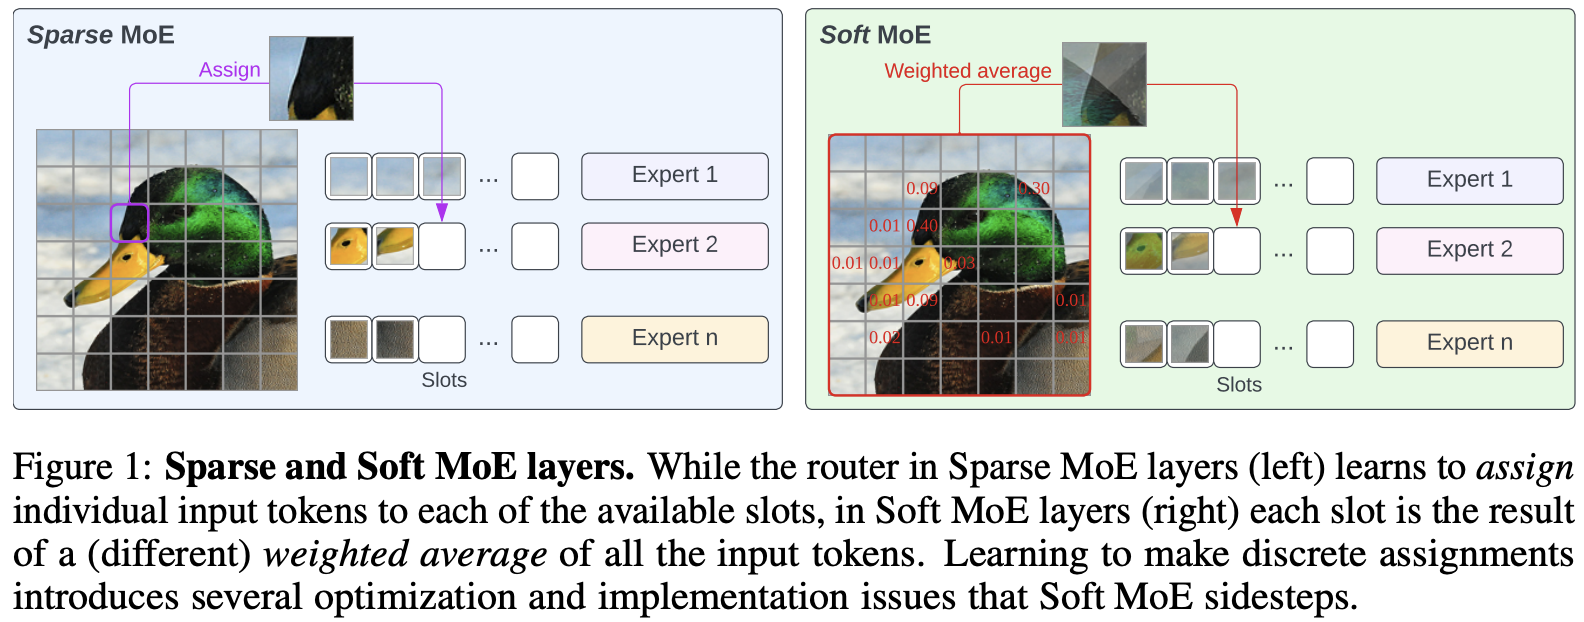 Sparse MoE
Assign
Expert 1
...
Expert 2
...
Expert n
...
Slots
Soft MoE
Weighted average
0.09 0.30
0.01 0.40
0.01 0.01 0.03
0.01 0.09 0.01
0.02 0.01 0.01
Expert 1
...
Expert 2
...
Expert n
...
Slots
Figure 1: Sparse and Soft MoE layers. While the router in Sparse MoE layers (left) learns to assign
individual input tokens to each of the available slots, in Soft MoE layers (right) each slot is the result
of a (different) weighted average of all the input tokens. Learning to make discrete assignments
introduces several optimization and implementation issues that Soft MoE sidesteps.